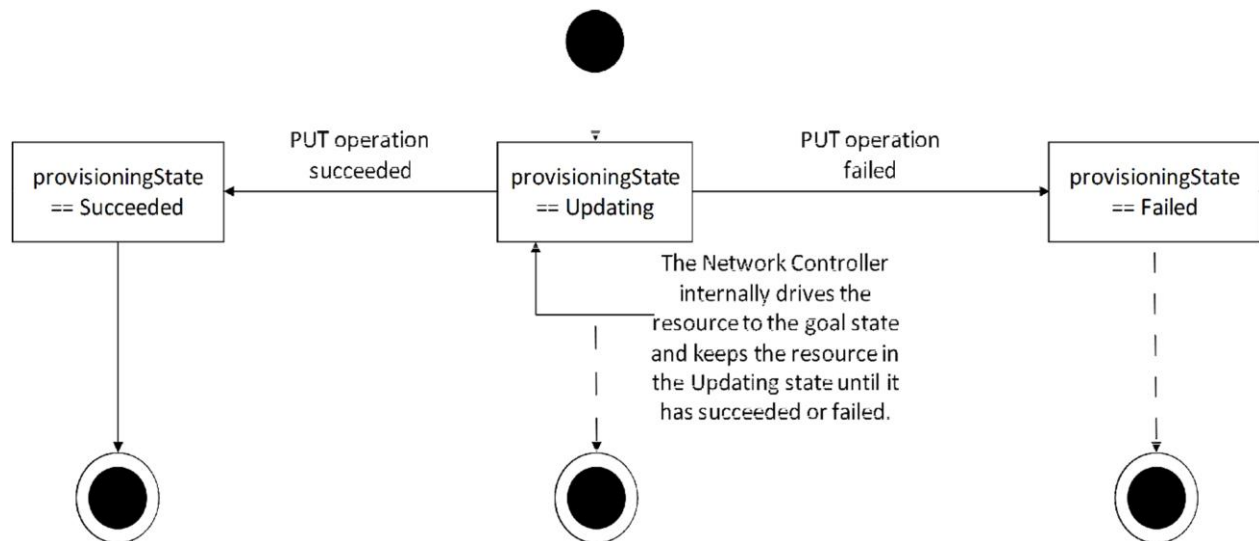 PUT operation
succeeded
PUT operation
failed
provisioningState
== Succeeded
provisioningState
== Updating
provisioningState
== Failed
The Network Controller
internally drives the
resource to the goal state
and keeps the resource in
the Updating state until it
has succeeded or failed.